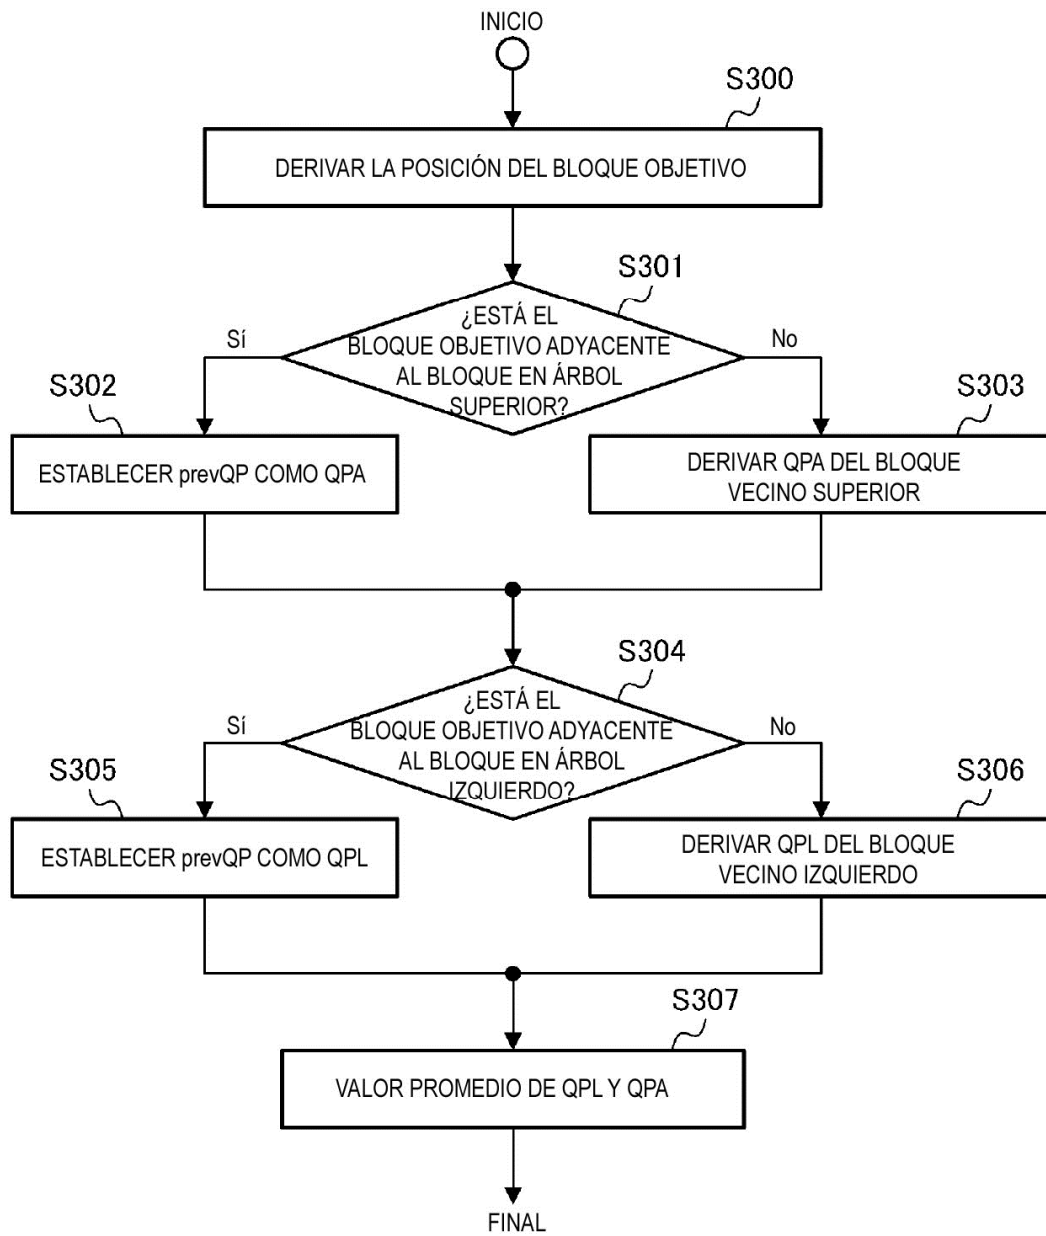 INICIO
S300
DERIVAR LA POSICIÓN DEL BLOQUE OBJETIVO
S301
¿ESTÁ EL
BLOQUE OBJETIVO ADYACENTE
AL BLOQUE EN ÁRBOL
SUPERIOR?
Sí
No
S302
ESTABLECER prevQP COMO QPA
S303
DERIVAR QPA DEL BLOQUE
VECINO SUPERIOR
S304
¿ESTÁ EL
BLOQUE OBJETIVO ADYACENTE
AL BLOQUE EN ÁRBOL
IZQUIERDO?
Sí
No
S305
ESTABLECER prevQP COMO QPL
S306
DERIVAR QPL DEL BLOQUE
VECINO IZQUIERDO
S307
VALOR PROMEDIO DE QPL Y QPA
FINAL